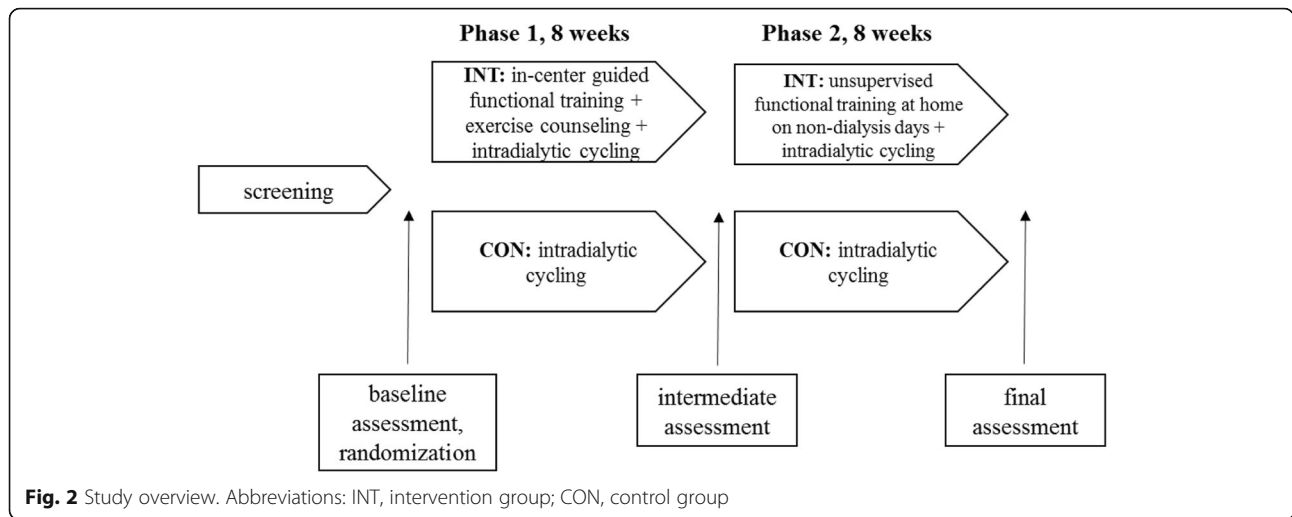 Phase 1, 8 weeks
Phase 2, 8 weeks
INT: in-center guided
functional training +
exercise counseling +
intradialytic cycling
INT: unsupervised
functional training at home
on non-dialysis days +
intradialytic cycling
screening
CON: intradialytic
cycling
CON: intradialytic
cycling
baseline
assessment,
randomization
intermediate
assessment
final
assessment
Fig. 2 Study overview. Abbreviations: INT, intervention group; CON, control group